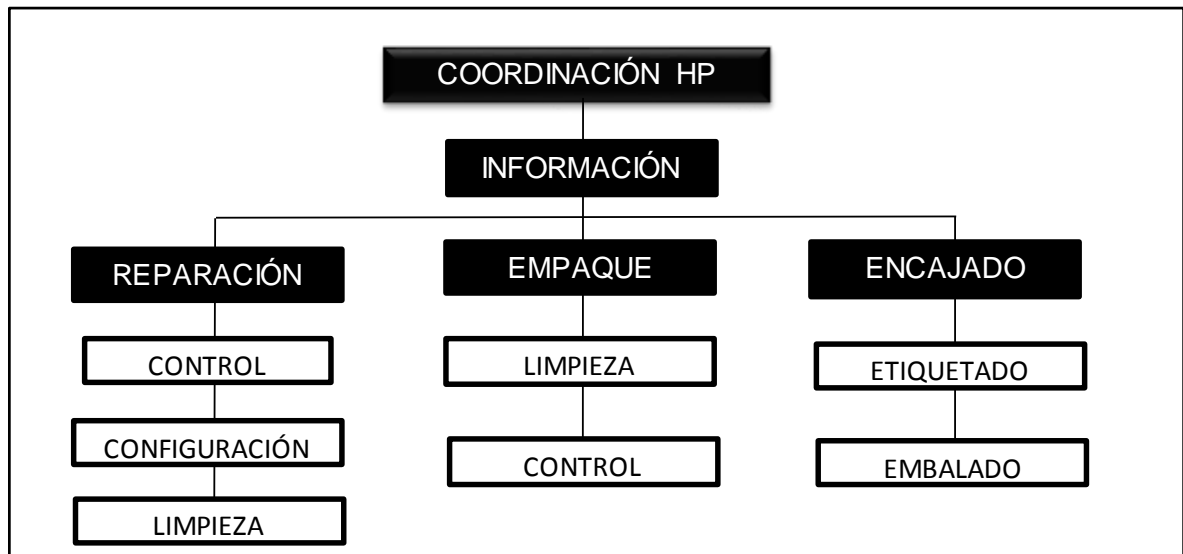 COORDINACIÓN HP
INFORMACIÓN
REPARACIÓN
EMPAQUE
ENCAJADO
CONTROL
LIMPIEZA
ETIQUETADO
CONFIGURACIÓN
CONTROL
EMBALADO
LIMPIEZA